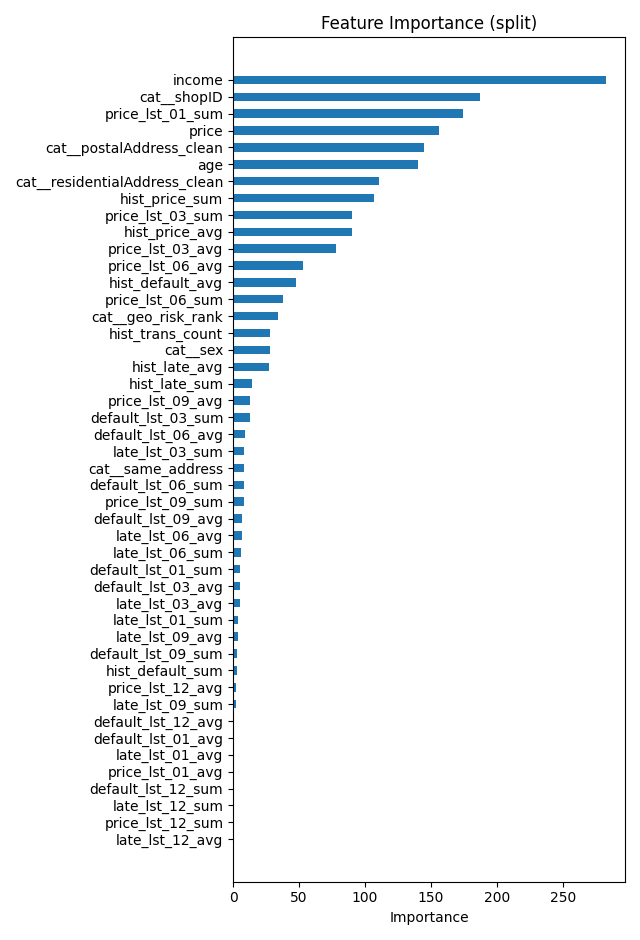 Feature Importance (split)
income
cat__shopID
price_lst_01_sum
price
cat__postalAddress_clean
age
cat__residentialAddress_clean
hist_price_sum
price_lst_03_sum
hist_price_avg
price_lst_03_avg
price_lst_06_avg
hist_default_avg
price_lst_06_sum
cat__geo_risk_rank
hist_trans_count
cat__sex
hist_late_avg
hist_late_sum
price_lst_09_avg
default_lst_03_sum
default_lst_06_avg
late_lst_03_sum
cat__same_address
default_lst_06_sum
price_lst_09_sum
default_lst_09_avg
late_lst_06_avg
late_lst_06_sum
default_lst_01_sum
default_lst_03_avg
late_lst_03_avg
late_lst_01_sum
late_lst_09_avg
default_lst_09_sum
hist_default_sum
price_lst_12_avg
late_lst_09_sum
default_lst_12_avg
default_lst_01_avg
late_lst_01_avg
price_lst_01_avg
default_lst_12_sum
late_lst_12_sum
price_lst_12_sum
late_lst_12_avg
0 50 100 150 200 250
Importance